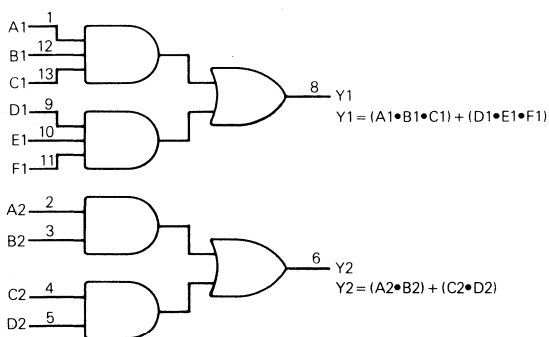 A1 1
B1 12
C1 13
D1 9
E1 10
F1 11
8 Y1
Y1 = (A1•B1•C1) + (D1•E1•F1)
A2 2
B2 3
C2 4
D2 5
6 Y2
Y2 = (A2•B2) + (C2•D2)